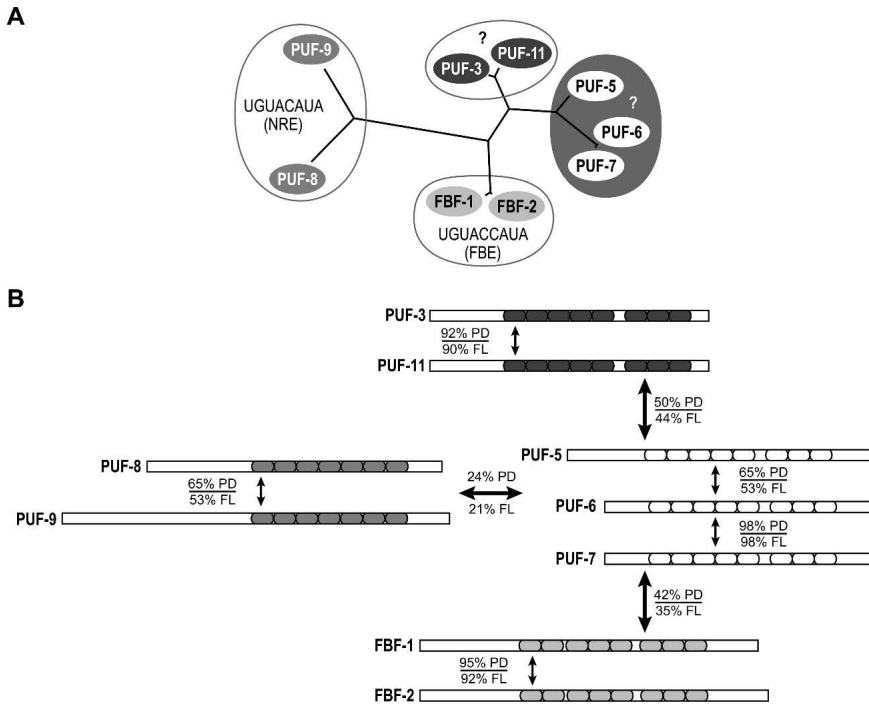 A
PUF-9
UGUACAUA
(NRE)
PUF-8
?
PUF-3
PUF-11
PUF-5
?
PUF-6
PUF-7
FBF-1
FBF-2
UGUACCAUA
(FBE)
B
PUF-3
92% PD
90% FL
PUF-11
50% PD
44% FL
PUF-8
65% PD
53% FL
PUF-9
24% PD
21% FL
PUF-5
65% PD
53% FL
PUF-6
98% PD
98% FL
PUF-7
42% PD
35% FL
FBF-1
95% PD
92% FL
FBF-2